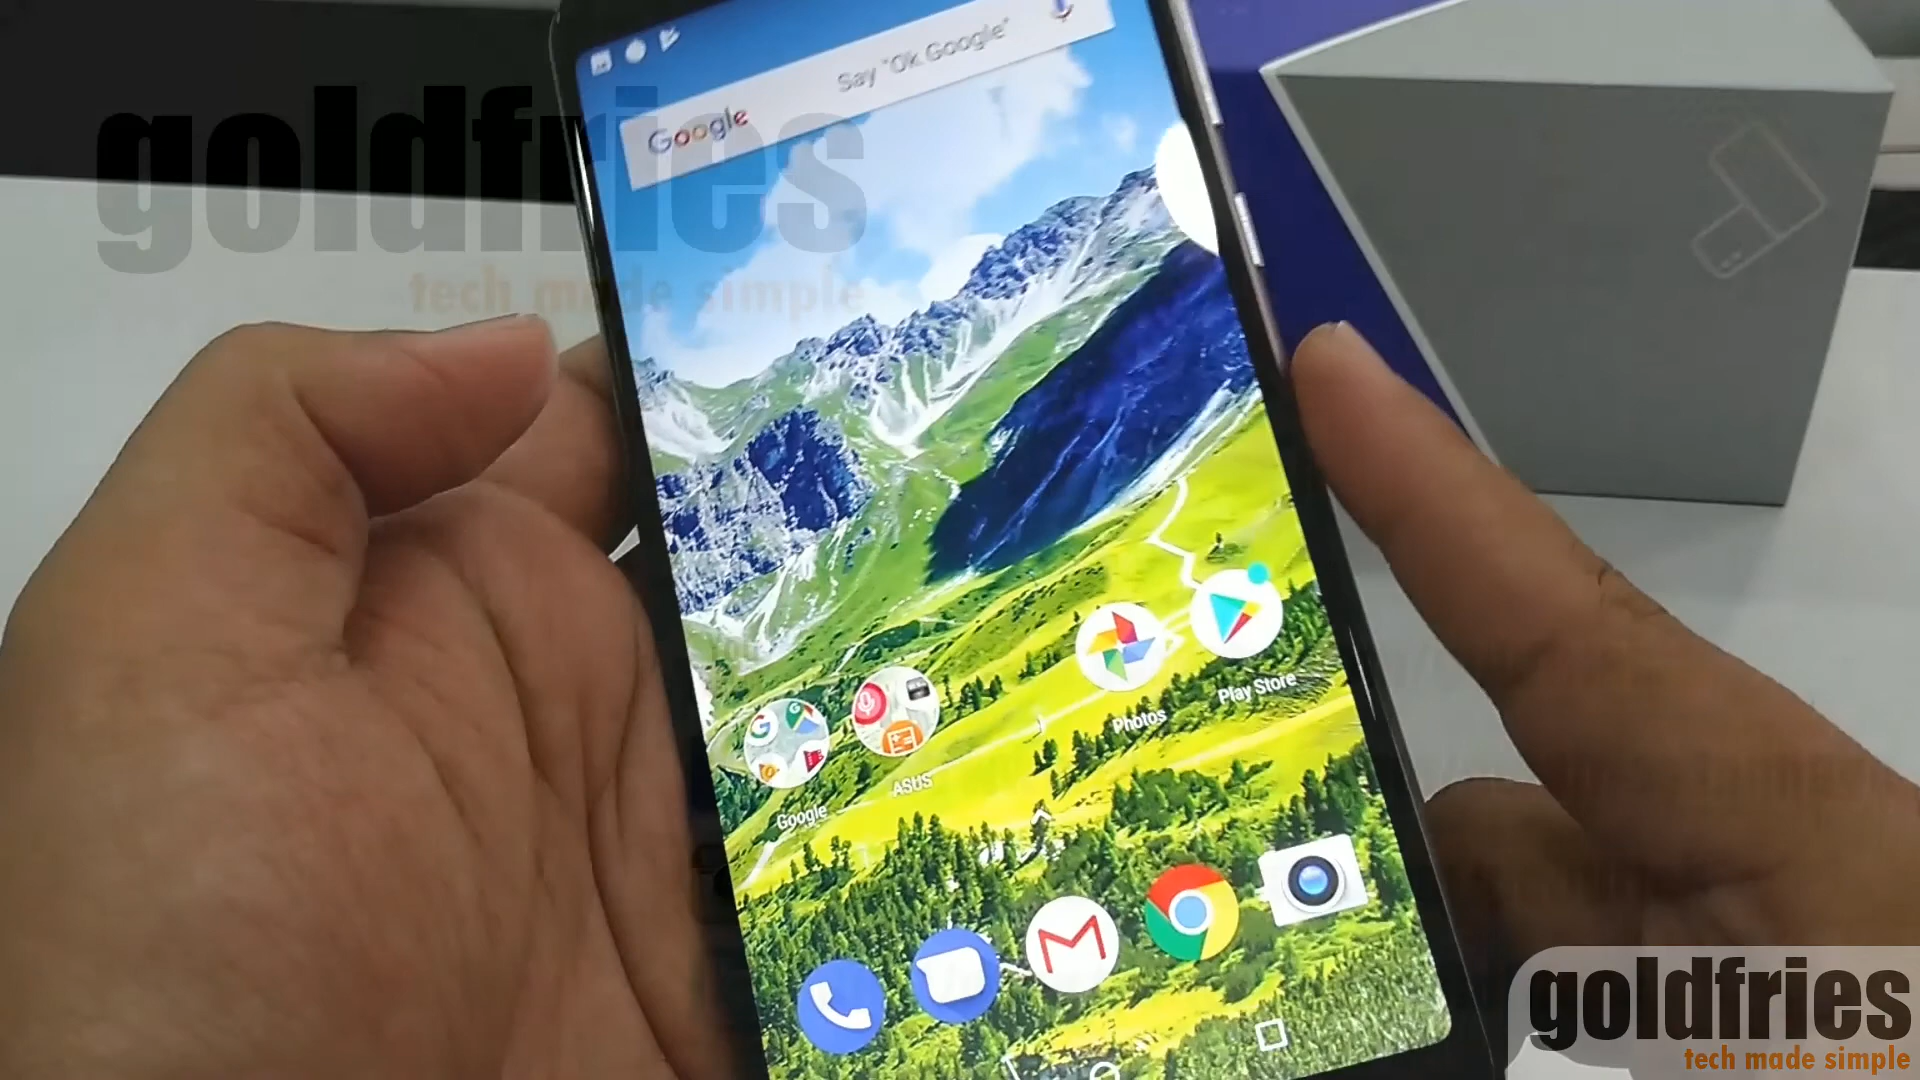 Say "Ok Google"
Google
goldfries
tech made simple
Photos
Play Store
Google
ASUS
goldfries
tech made simple